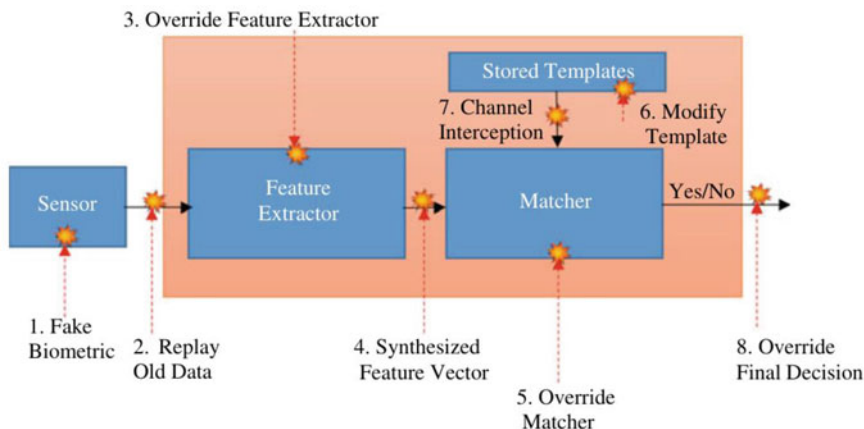 3. Override Feature Extractor
Stored Templates
7. Channel
Interception
6. Modify
Template
Sensor
Feature
Extractor
Matcher
Yes/No
1. Fake
Biometric
2. Replay
Old Data
4. Synthesized
Feature Vector
5. Override
Matcher
8. Override
Final Decision